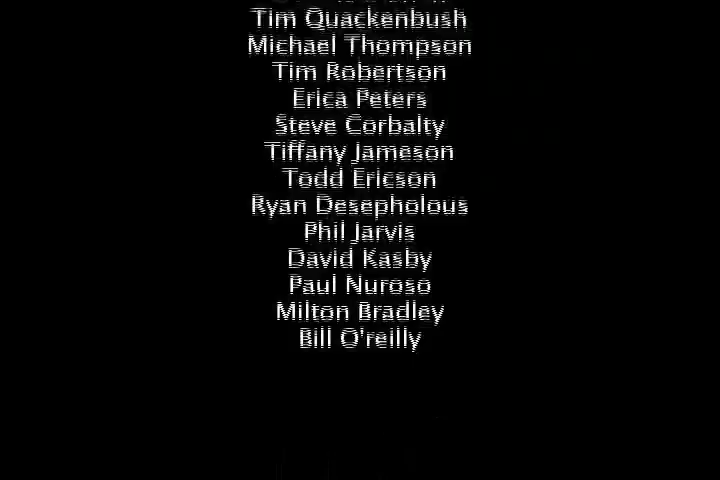 Tim Quackenbush
Michael Thompson
Tim Robertson
Erica Peters
Steve Corbalty
Tiffany Jameson
Todd Ericson
Ryan Desepholous
Phil Jarvis
David Kasby
Paul Nuroso
Milton Bradley
Bill O'reilly